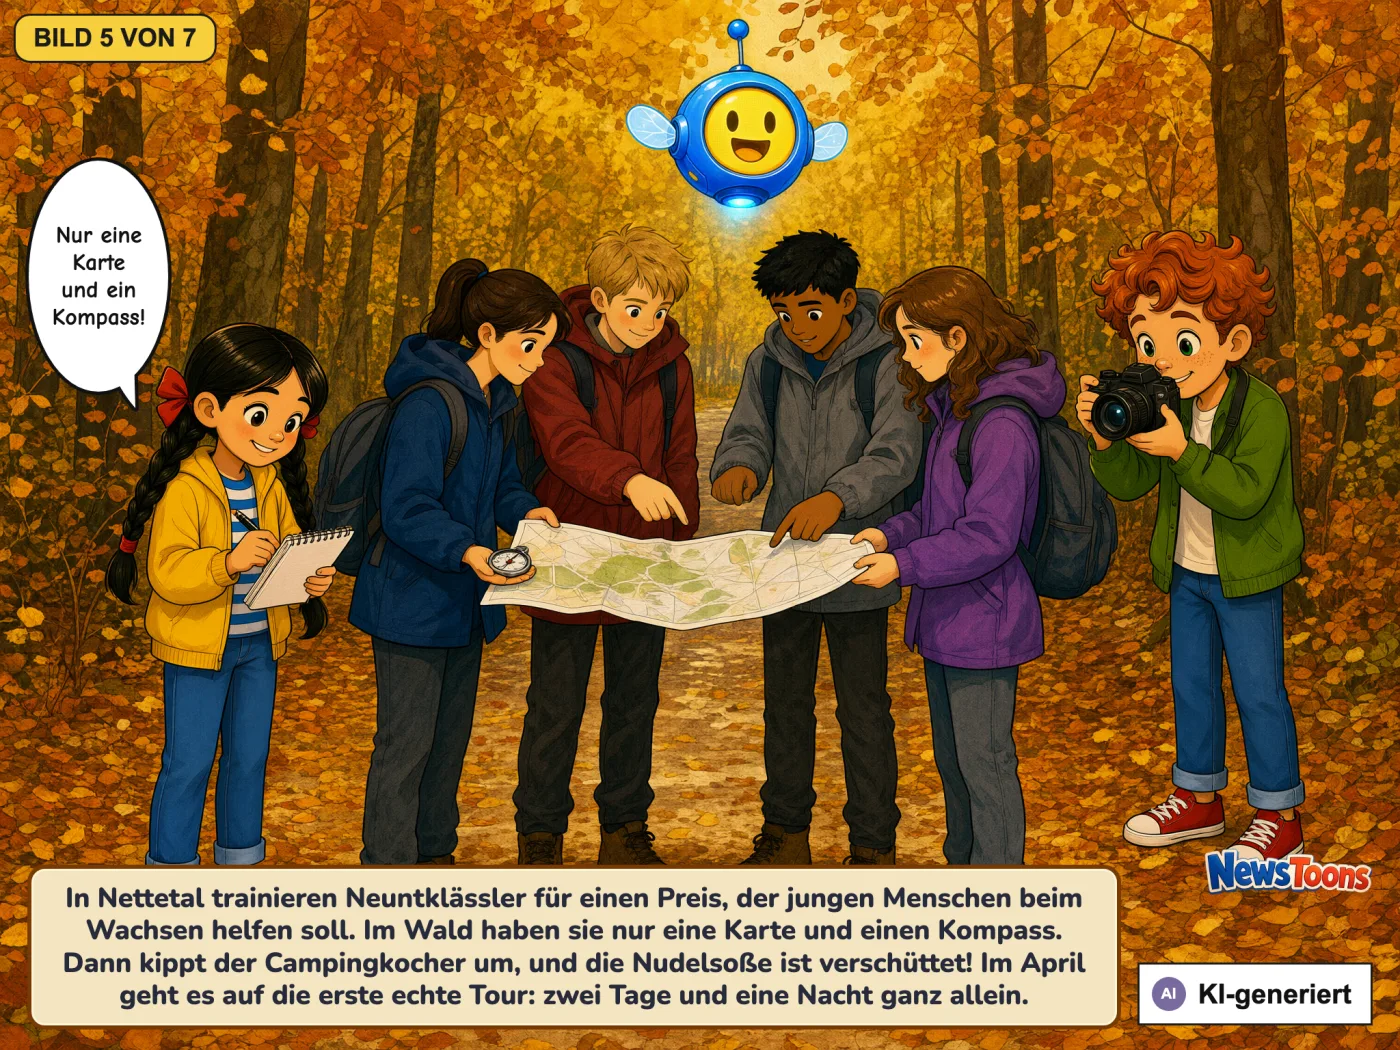 BILD 5 VON 7
Nur eine
Karte
und ein
Kompass!
NewsToons
In Nettetal trainieren Neuntklässler für einen Preis, der jungen Menschen beim
Wachsen helfen soll. Im Wald haben sie nur eine Karte und einen Kompass.
Dann kippt der Campingkocher um, und die Nudelsoße ist verschüttet! Im April
geht es auf die erste echte Tour: zwei Tage und eine Nacht ganz allein.
AI KI-generiert